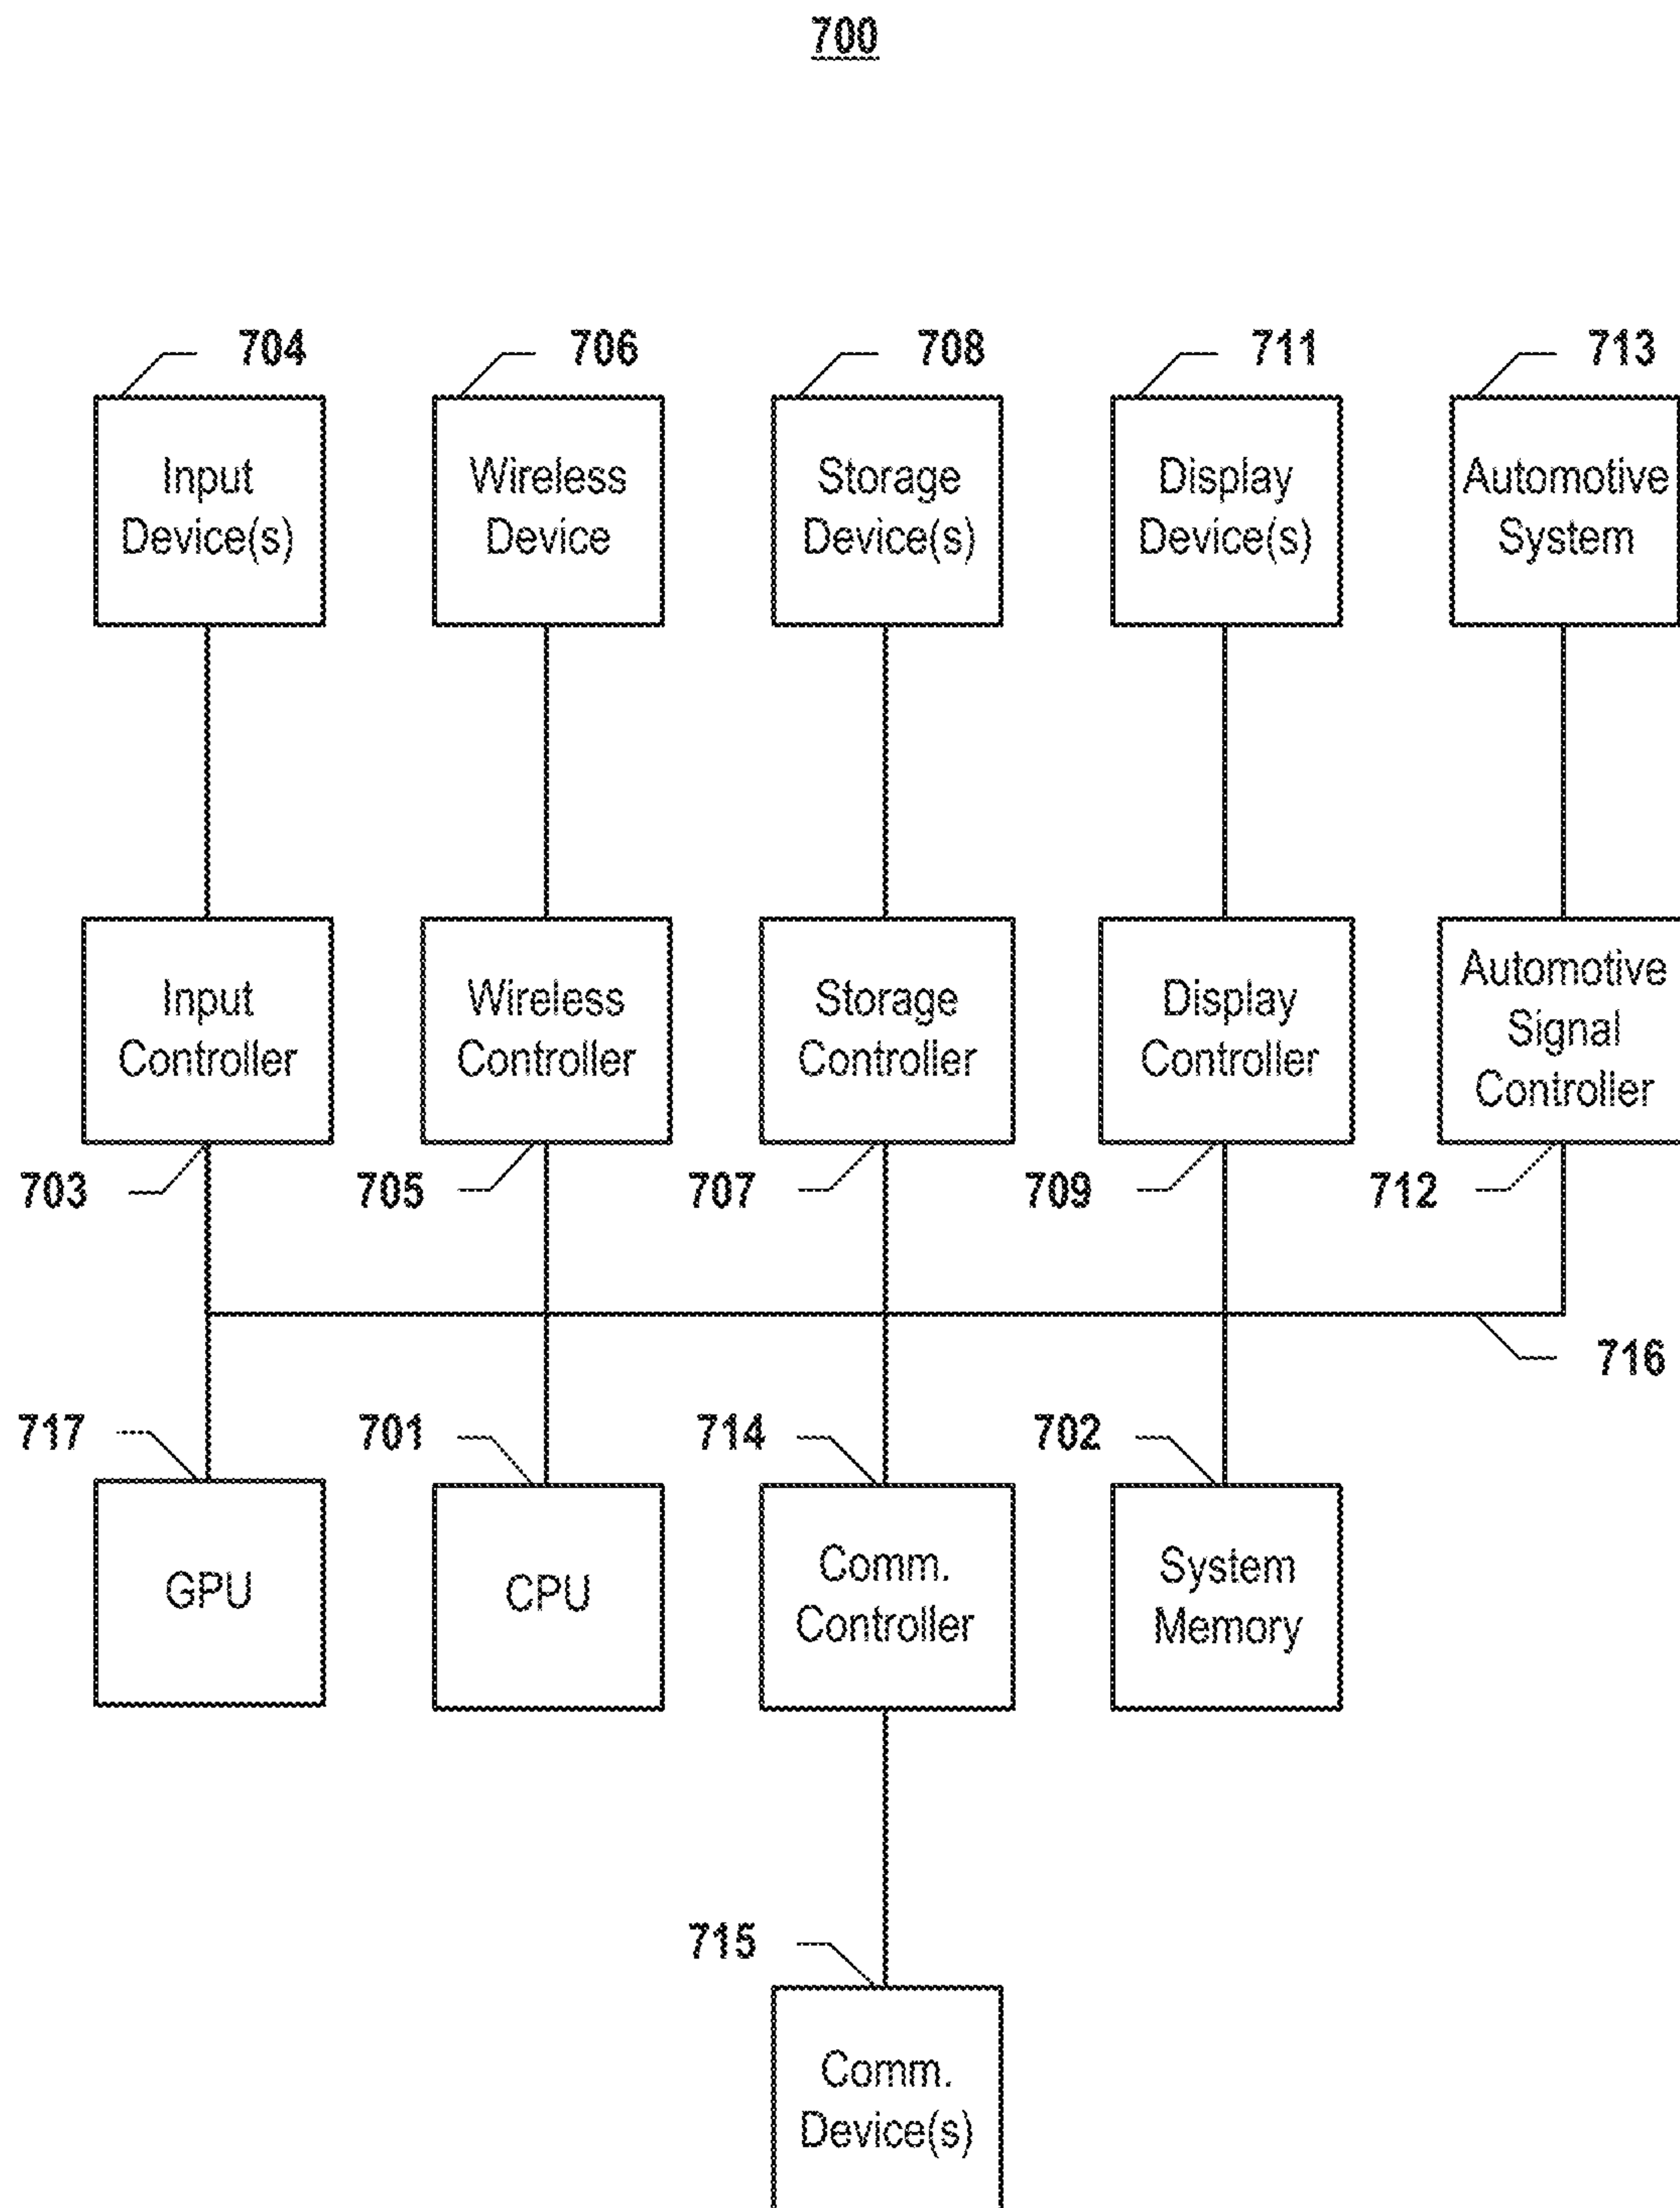 700
704
706
708
711
713
Input
Device(s)
Wireless
Device
Storage
Device(s)
Display
Device(s)
Automotive
System
Input
Controller
Wireless
Controller
Storage
Controller
Display
Controller
Automotive
Signal
Controller
703
705
707
709
712
716
717
701
714
702
GPU
CPU
Comm.
Controller
System
Memory
715
Comm.
Device(s)